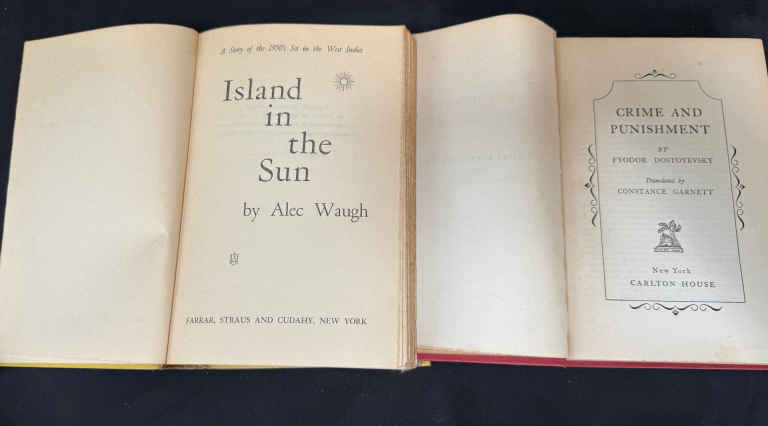 A Story of the 1950's Set in the West Indies
Island
in
the
Sun
by Alec Waugh
FARRAR, STRAUS AND CUDAHY, NEW YORK
CRIME AND
PUNISHMENT
BY
FYODOR DOSTOYEVSKY
Translated by
CONSTANCE GARNETT
New York
CARLTON HOUSE